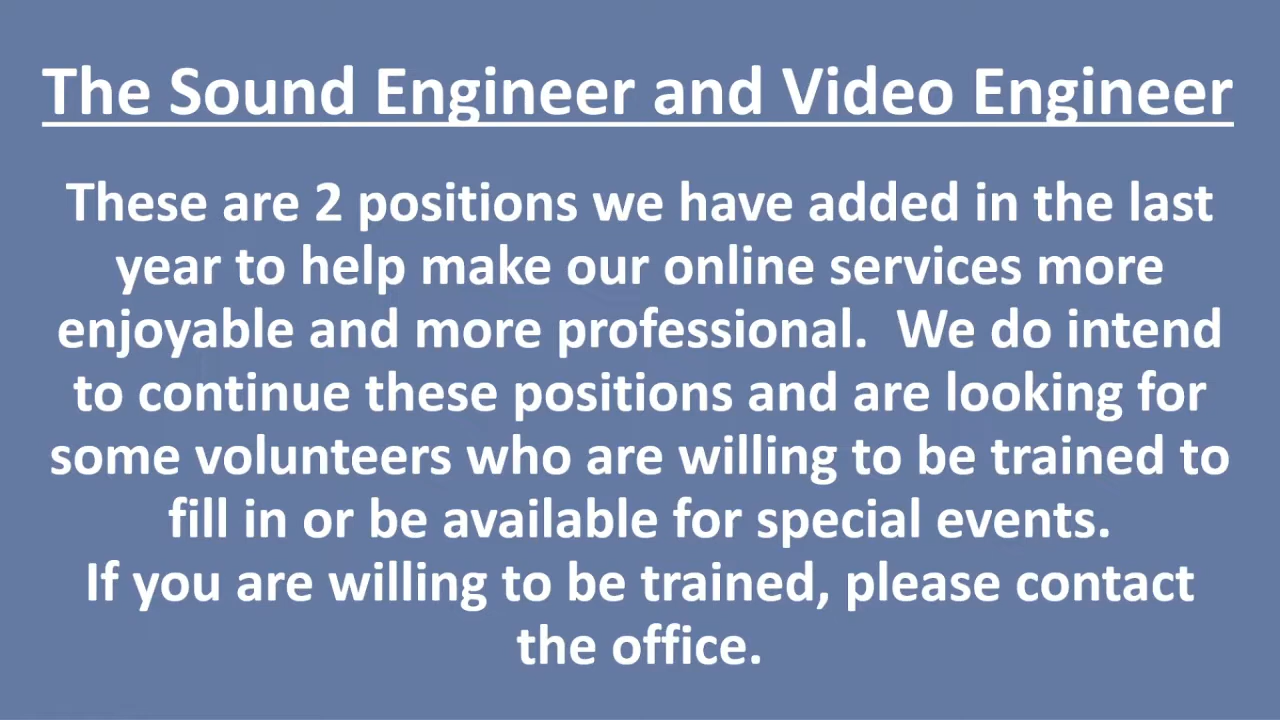 The Sound Engineer and Video Engineer
These are 2 positions we have added in the last
year to help make our online services more
enjoyable and more professional.  We do intend
to continue these positions and are looking for
some volunteers who are willing to be trained to
fill in or be available for special events.
If you are willing to be trained, please contact
the office.